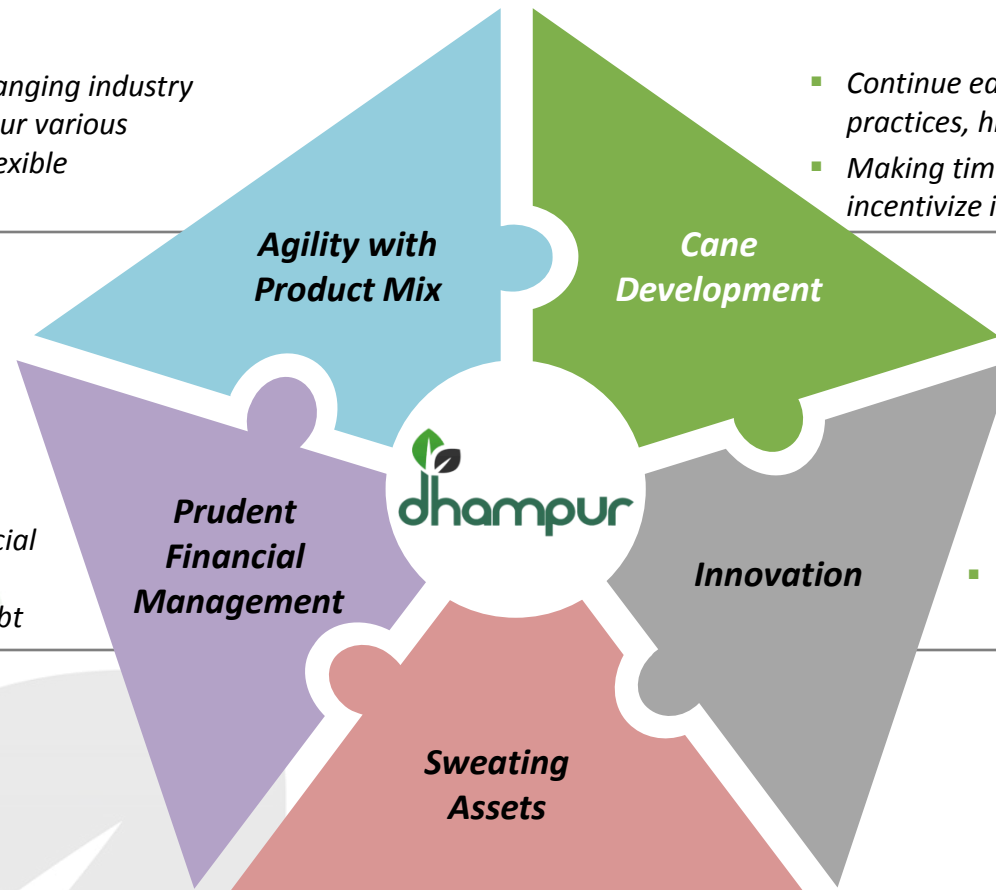 anging industry
ur various
exible
▪ Continue ea
practices, h
▪ Making tim
incentivize i
Agility with
Product Mix
Cane
Development
dhampur
Prudent
Financial
Management
cial
bt
Innovation
▪
Sweating
Assets